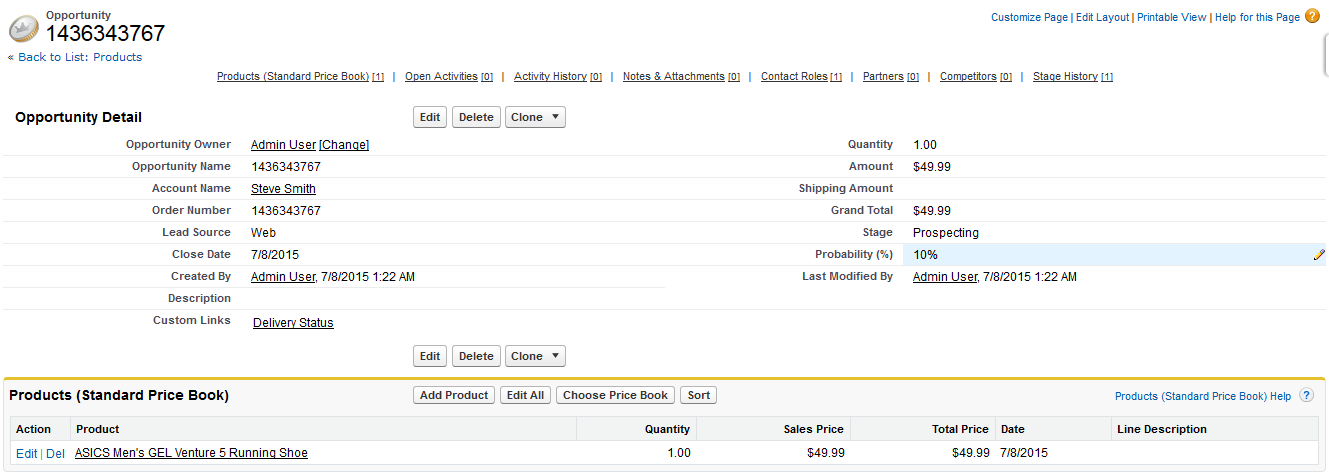 Opportunity
1436343767
Customize Page | Edit Layout | Printable View | Help for this Page ?
« Back to List: Products
Products (Standard Price Book) [1] | Open Activities [0] | Activity History [0] | Notes & Attachments [0] | Contact Roles [1] | Partners [0] | Competitors [0] | Stage History [1]
Opportunity Detail Edit Delete Clone
Opportunity Owner Admin User [Change] Quantity 1.00
Opportunity Name 1436343767 Amount $49.99
Account Name Steve Smith Shipping Amount
Order Number 1436343767 Grand Total $49.99
Lead Source Web Stage Prospecting
Close Date 7/8/2015 Probability (%) 10%
Created By Admin User, 7/8/2015 1:22 AM Last Modified By Admin User, 7/8/2015 1:22 AM
Description
Custom Links Delivery Status
Edit Delete Clone
Products (Standard Price Book) Add Product Edit All Choose Price Book Sort Products (Standard Price Book) Help ?
Action Product Quantity Sales Price Total Price Date Line Description
Edit | Del ASICS Men's GEL Venture 5 Running Shoe 1.00 $49.99 $49.99 7/8/2015